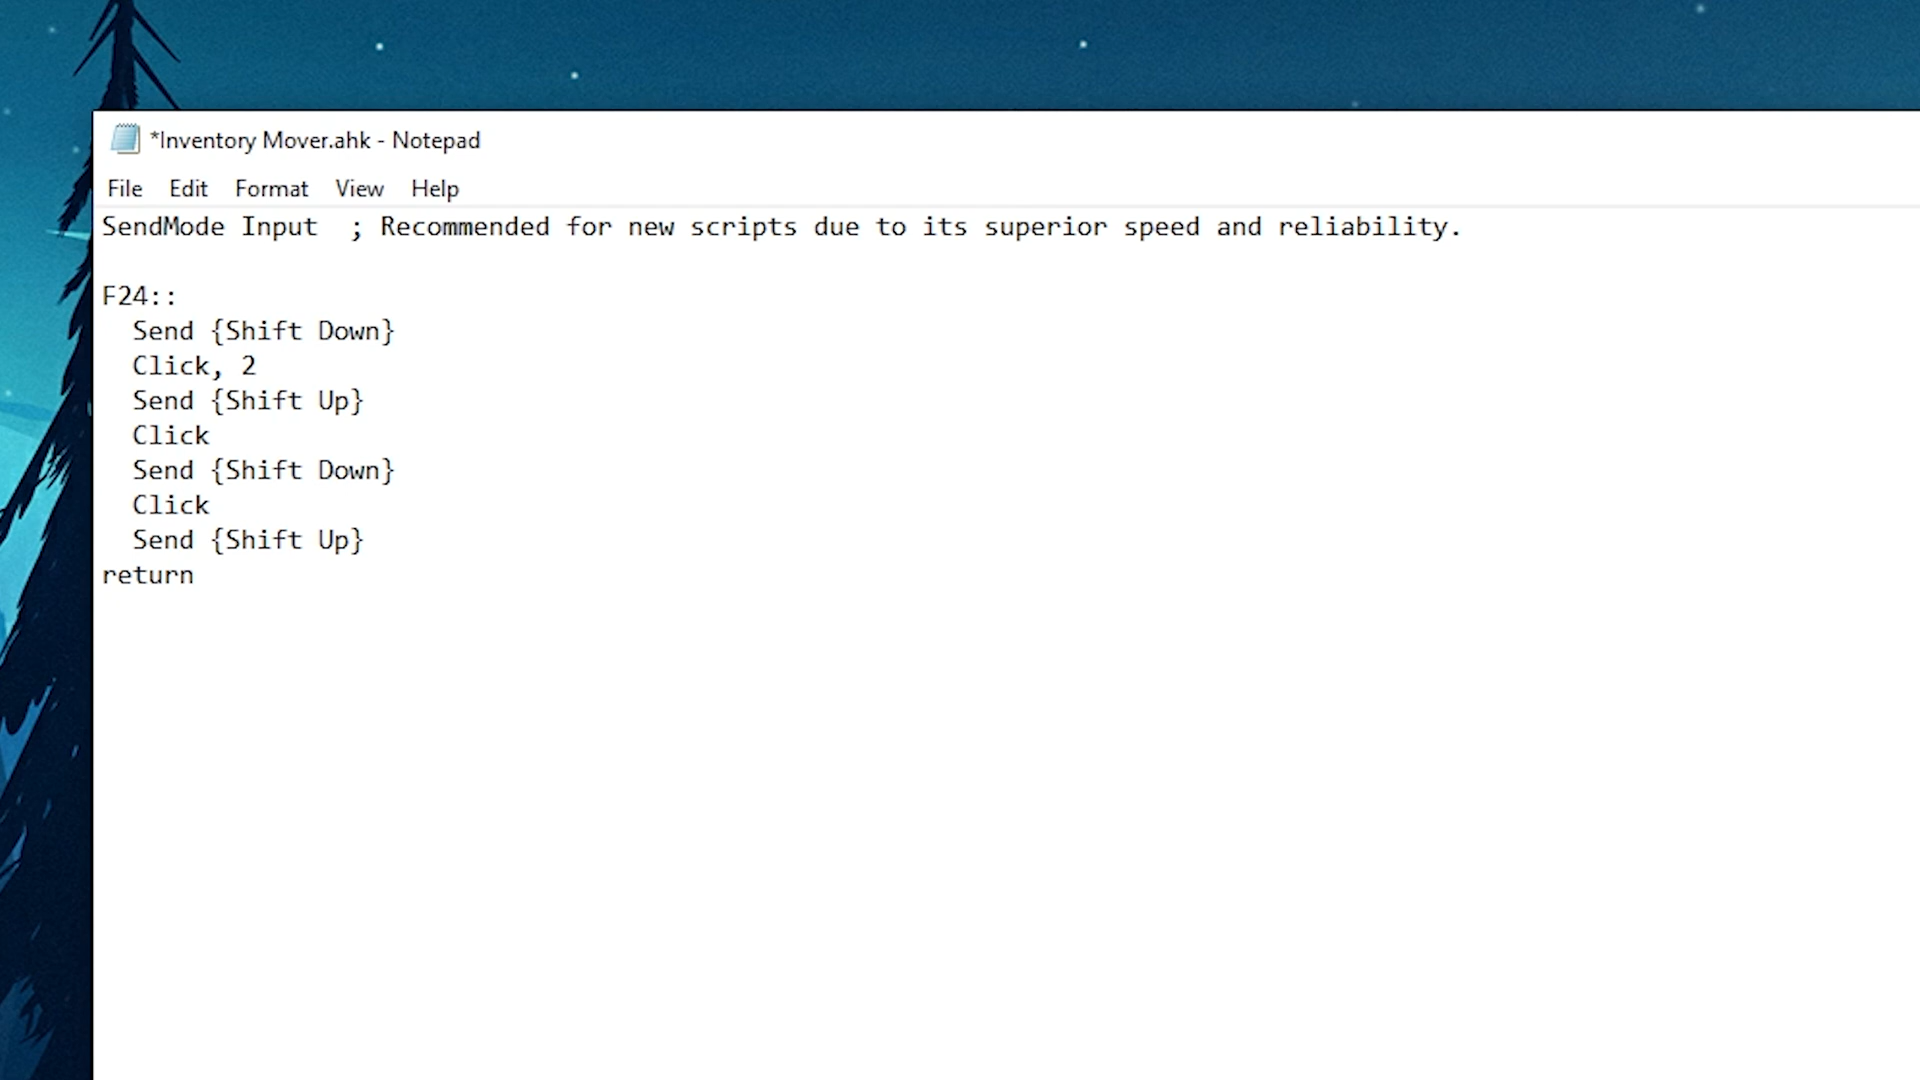 *Inventory Mover.ahk - Notepad
File Edit Format View Help
SendMode Input  ; Recommended for new scripts due to its superior speed and reliability.
F24::
Send {Shift Down}
Click, 2
Send {Shift Up}
Click
Send {Shift Down}
Click
Send {Shift Up}
return